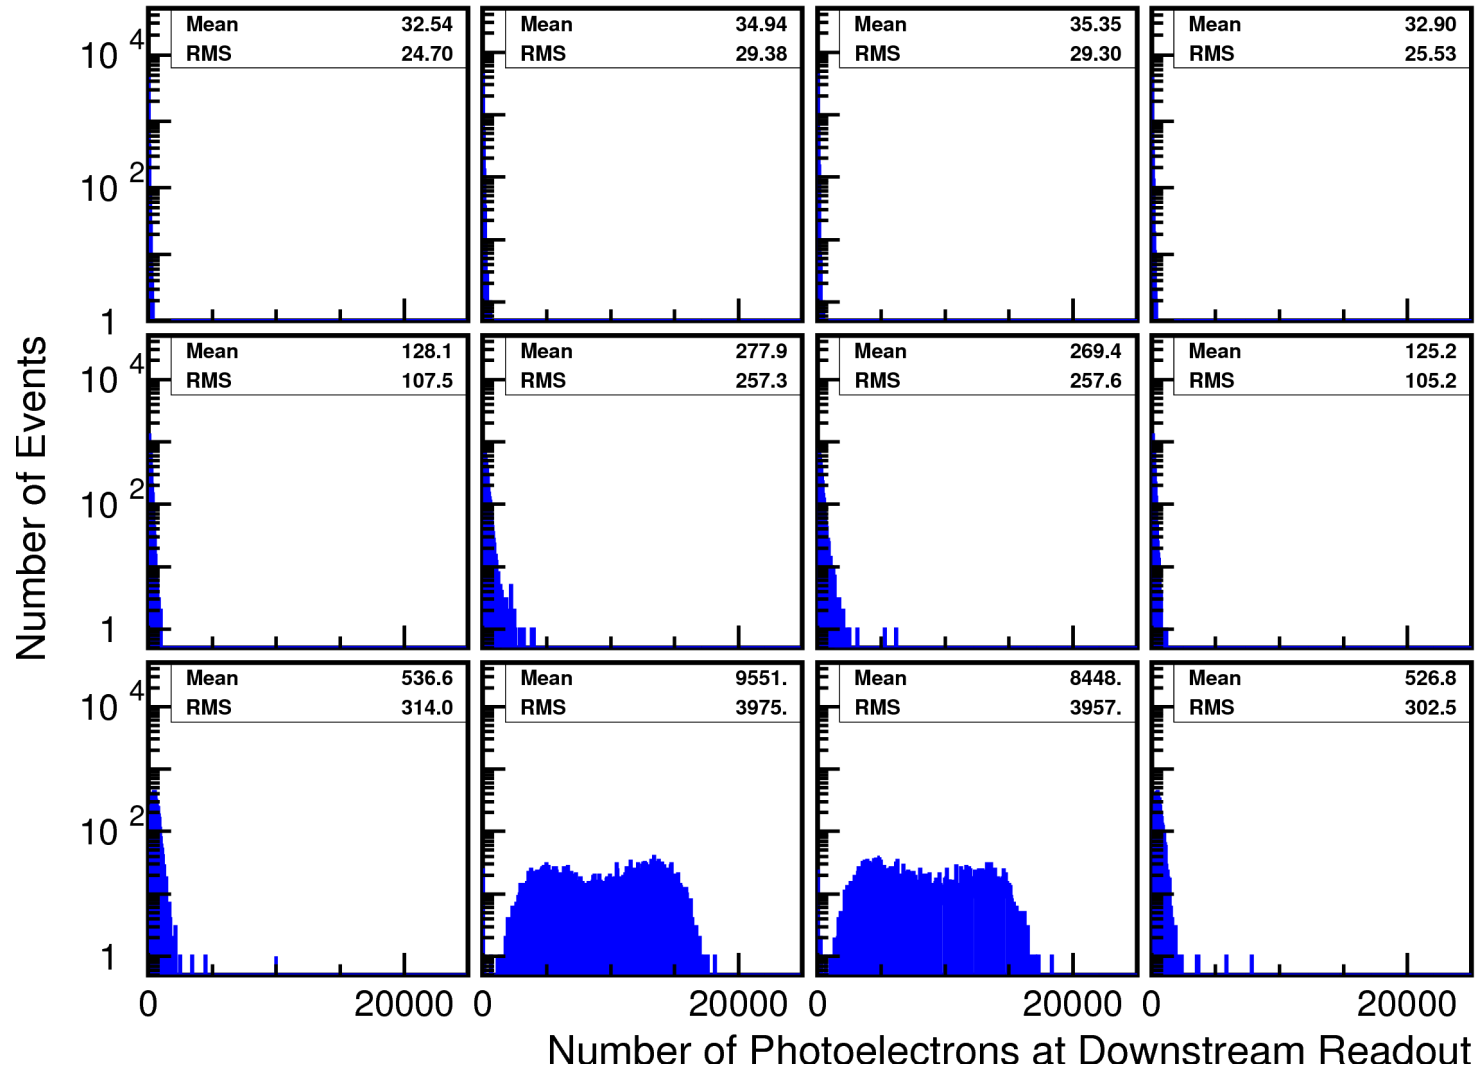 Mean 32.54 Mean 34.94 Mean 35.35 Mean 32.90
10 4 RMS 24.70 RMS 29.38 RMS 29.30 RMS 25.53
10 2
1
Mean 128.1 Mean 277.9 Mean 269.4 Mean 125.2
10 4 RMS 107.5 RMS 257.3 RMS 257.6 RMS 105.2
10 2
1
Mean 536.6 Mean 9551. Mean 8448. Mean 526.8
10 4 RMS 314.0 RMS 3975. RMS 3957. RMS 302.5
10 2
1
0 20000 0 20000 0 20000 0 20000
Number of Events
Number of Photoelectrons at Downstream Readout